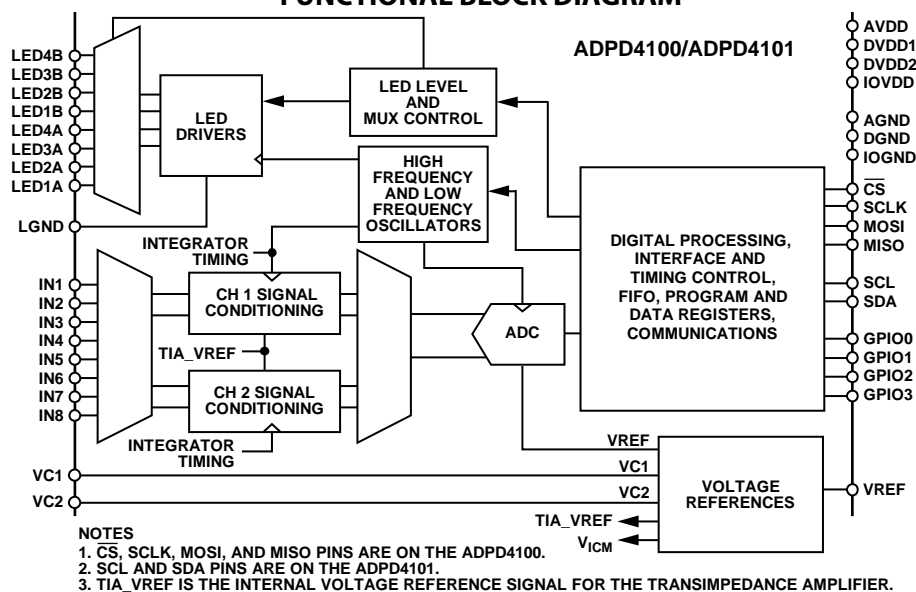 FUNCTIONAL BLOCK DIAGRAM
ADPD4100/ADPD4101
LED4B
LED3B
LED2B
LED1B
LED4A
LED3A
LED2A
LED1A
LGND
LED
DRIVERS
LED LEVEL
AND
MUX CONTROL
HIGH
FREQUENCY
AND LOW
FREQUENCY
OSCILLATORS
INTEGRATOR
TIMING
IN1
IN2
IN3
IN4
IN5
IN6
IN7
IN8
CH 1 SIGNAL
CONDITIONING
TIA_VREF
CH 2 SIGNAL
CONDITIONING
INTEGRATOR
TIMING
ADC
DIGITAL PROCESSING,
INTERFACE AND
TIMING CONTROL,
FIFO, PROGRAM AND
DATA REGISTERS,
COMMUNICATIONS
AVDD
DVDD1
DVDD2
IOVDD
AGND
DGND
IOGND
CS
SCLK
MOSI
MISO
SCL
SDA
GPIO0
GPIO1
GPIO2
GPIO3
VC1
VC2
VREF
VC1
VC2
TIA_VREF
VICM
VOLTAGE
REFERENCES
VREF
NOTES
1. CS, SCLK, MOSI, AND MISO PINS ARE ON THE ADPD4100.
2. SCL AND SDA PINS ARE ON THE ADPD4101.
3. TIA_VREF IS THE INTERNAL VOLTAGE REFERENCE SIGNAL FOR THE TRANSIMPEDANCE AMPLIFIER.